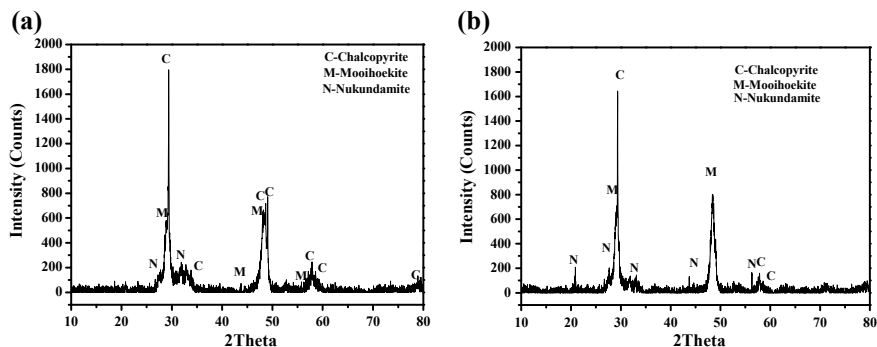 (a)
2000
1800
1600
1400
1200
1000
800
600
400
200
0
Intensity (Counts)
C
C-Chalcopyrite
M-Mooihoekite
N-Nukundamite
M
N
N
C
M
C
C
M
M
C
C
C
10 20 30 40 50 60 70 80
2Theta
(b)
2000
1800
1600
1400
1200
1000
800
600
400
200
0
Intensity (Counts)
C
C-Chalcopyrite
M-Mooihoekite
N-Nukundamite
M
M
N
N
N
N
N
C
C
10 20 30 40 50 60 70 80
2Theta